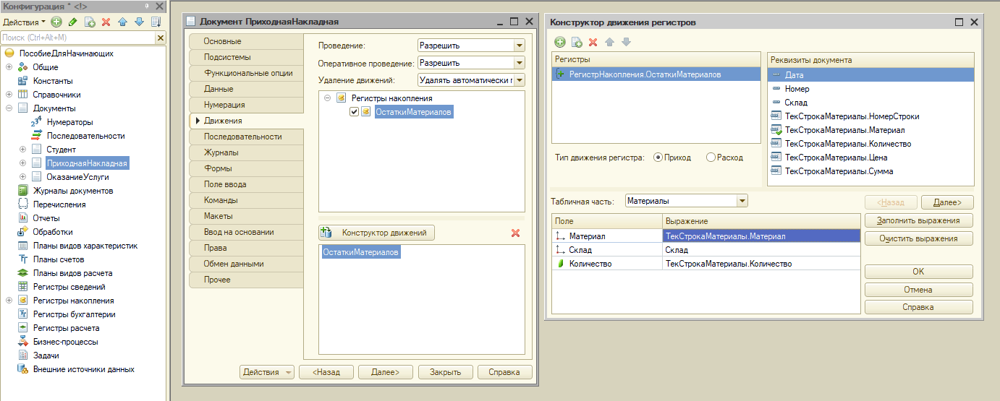 Конфигурация * <!>
Действия
Поиск (Ctrl+Alt+M)
ПособиеДляНачинающих
Общие
Константы
Справочники
Документы
Нумераторы
Последовательности
Студент
ПриходнаяНакладная
ОказаниеУслуги
Журналы документов
Перечисления
Отчеты
Обработки
Планы видов характеристик
Планы счетов
Планы видов расчета
Регистры сведений
Регистры накопления
Регистры бухгалтерии
Регистры расчета
Бизнес-процессы
Задачи
Внешние источники данных
Документ ПриходнаяНакладная
Основные
Подсистемы
Функциональные опции
Данные
Нумерация
Движения
Последовательности
Журналы
Формы
Поле ввода
Команды
Макеты
Ввод на основании
Права
Обмен данными
Прочее
Проведение: Разрешить
Оперативное проведение: Разрешить
Удаление движений: Удалять автоматически г
Регистры накопления
ОстаткиМатериалов
Конструктор движений
ОстаткиМатериалов
Действия <Назад Далее> Закрыть Справка
Конструктор движения регистров
Регистры
РегистрНакопления.ОстаткиМатериалов
Реквизиты документа
Дата
Номер
Склад
ТекСтрокаМатериалы.НомерСтроки
ТекСтрокаМатериалы.Материал
ТекСтрокаМатериалы.Количество
ТекСтрокаМатериалы.Цена
ТекСтрокаМатериалы.Сумма
Тип движения регистра: Приход Расход
Табличная часть: Материалы
<Назад Далее>
Поле Выражение
Материал ТекСтрокаМатериалы.Материал
Склад Склад
Количество ТекСтрокаМатериалы.Количество
Заполнить выражения
Очистить выражения
OK
Отмена
Справка